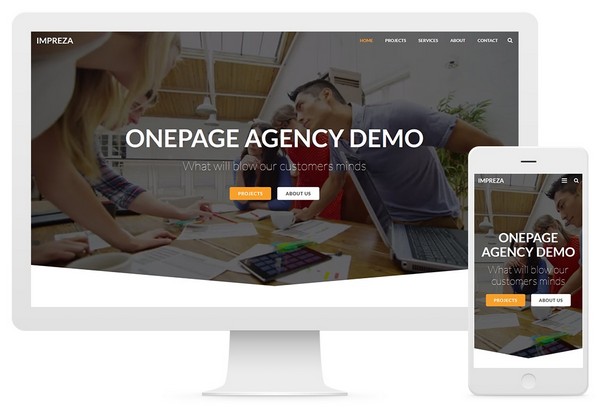 IMPREZA
HOME PROJECTS SERVICES ABOUT CONTACT
ONEPAGE AGENCY DEMO
What will blow our customers minds
PROJECTS ABOUT US
IMPREZA
ONEPAGE
AGENCY DEMO
What will blow our
customers minds
PROJECTS ABOUT US